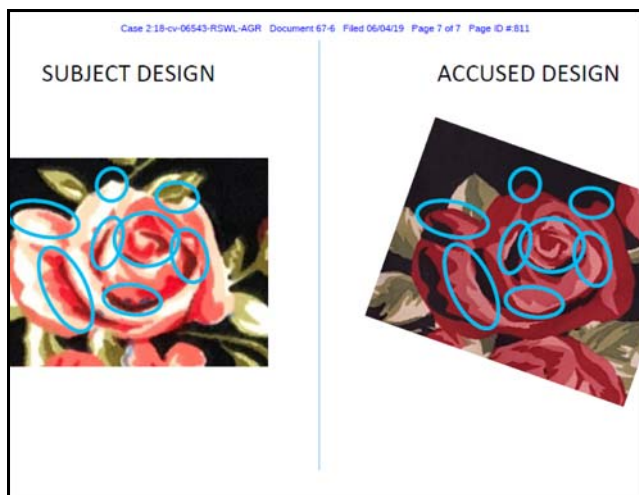 Case 2:18-cv-06543-RSWL-AGR Document 67-6 Filed 06/04/19 Page 7 of 7 Page ID #:811
SUBJECT DESIGN
ACCUSED DESIGN